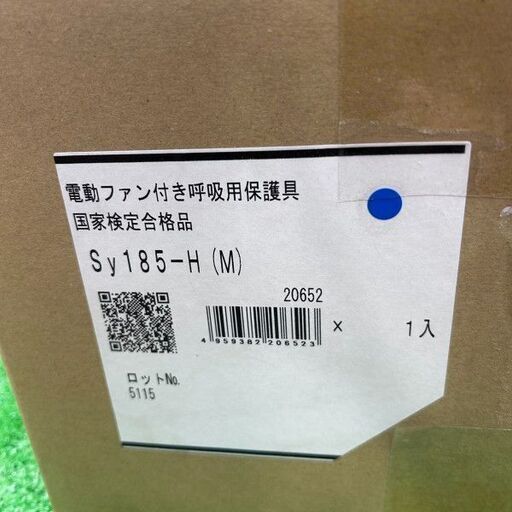 電動ファン付き呼吸用保護具
国家検定合格品
Sy185-H(M)
20652
4 959382 206523
x 1入
ロットNo.
5115